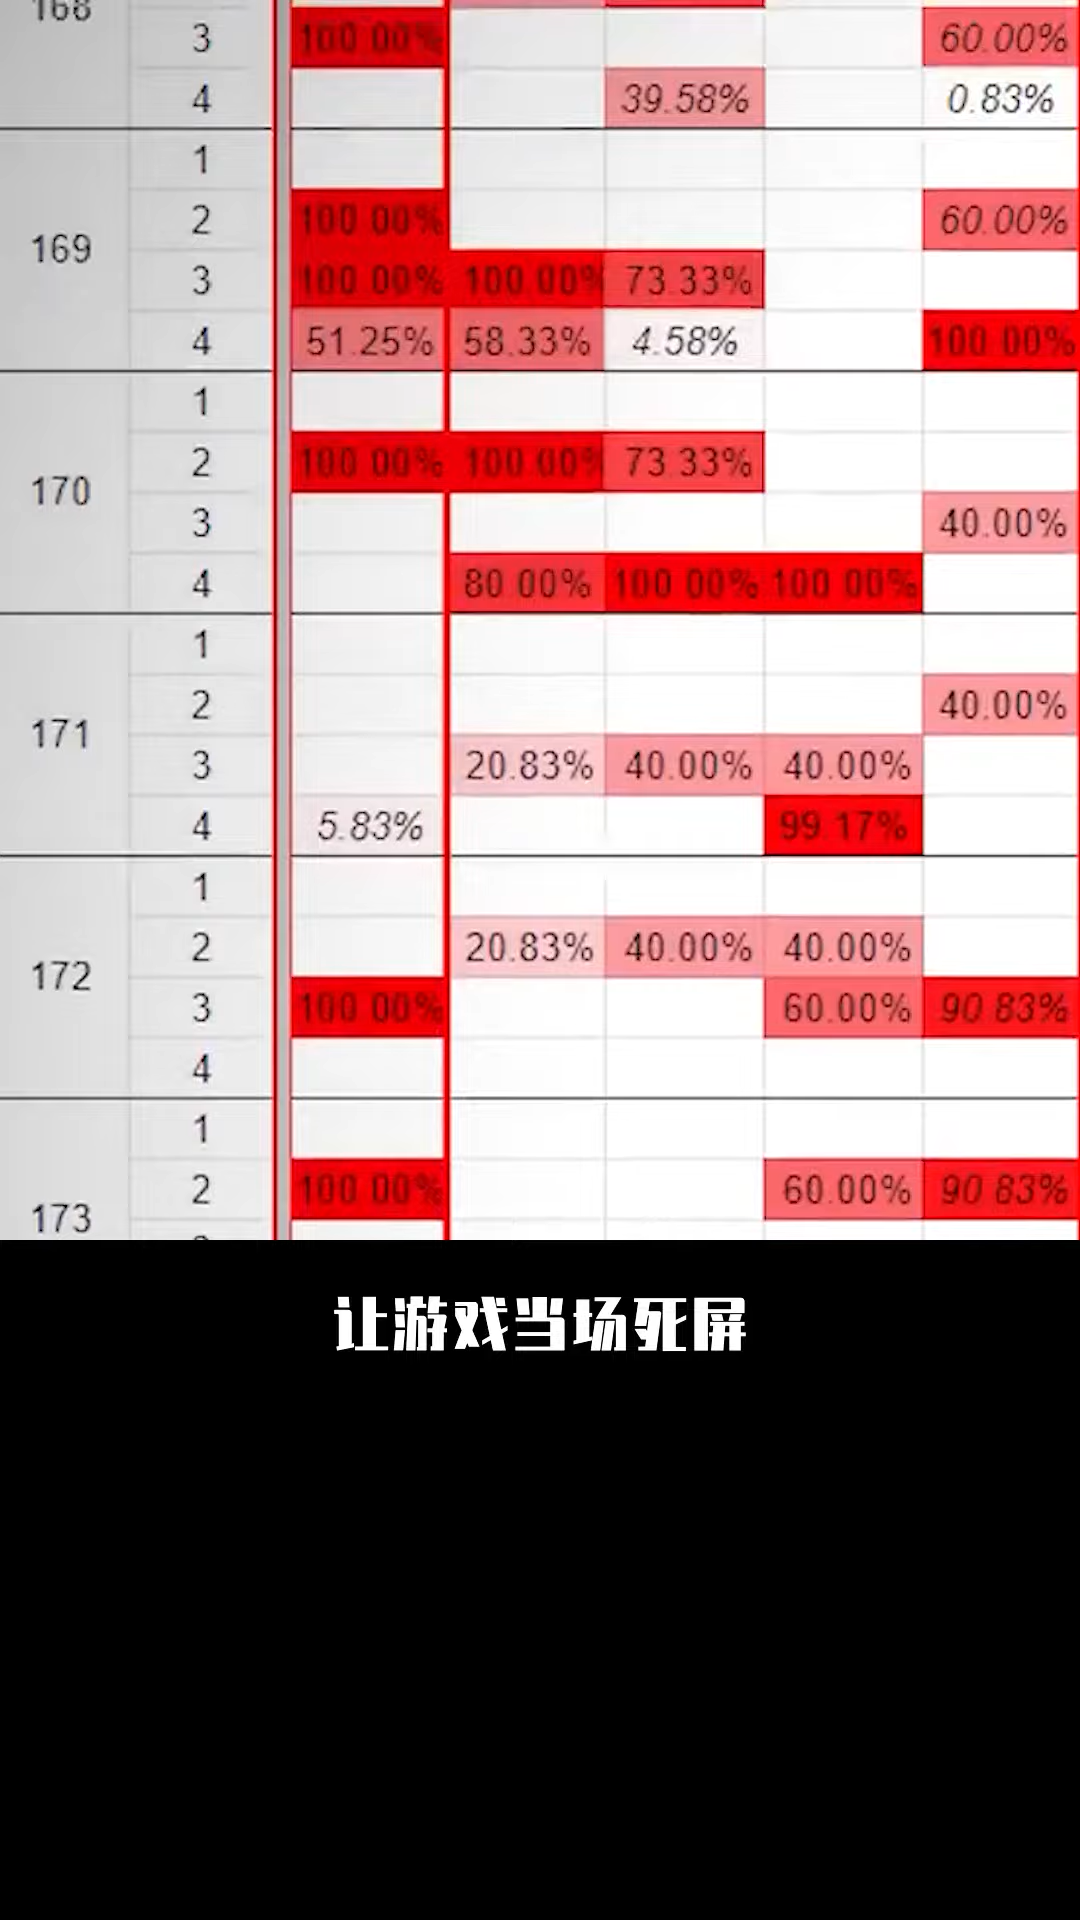 168
3 100.00% 60.00%
4 39.58% 0.83%
169
1
2 100.00% 60.00%
3 100.00% 100.00% 73.33%
4 51.25% 58.33% 4.58% 100.00%
170
1
2 100.00% 100.00% 73.33%
3 40.00%
4 80.00% 100.00% 100.00%
171
1
2 40.00%
3 20.83% 40.00% 40.00%
4 5.83% 99.17%
172
1
2 20.83% 40.00% 40.00%
3 100.00% 60.00% 90.83%
4
173
1
2 100.00% 60.00% 90.83%
让游戏当场死屏